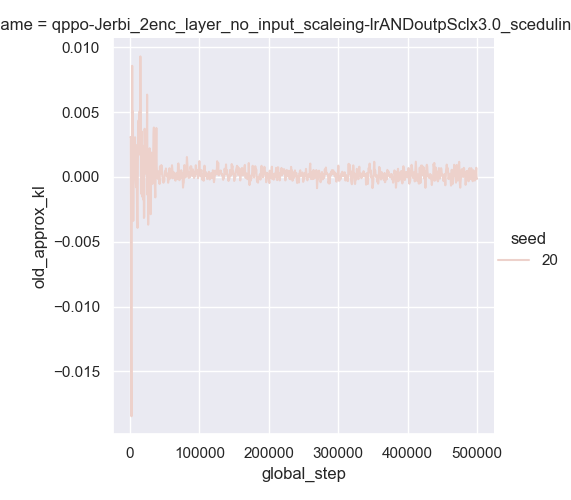 ame = qppo-Jerbi_2enc_layer_no_input_scaleing-lrANDoutpSclx3.0_scedulin
0.010
0.005
0.000
−0.005
−0.010
−0.015
old_approx_kl
0 100000 200000 300000 400000 500000
global_step
seed
20